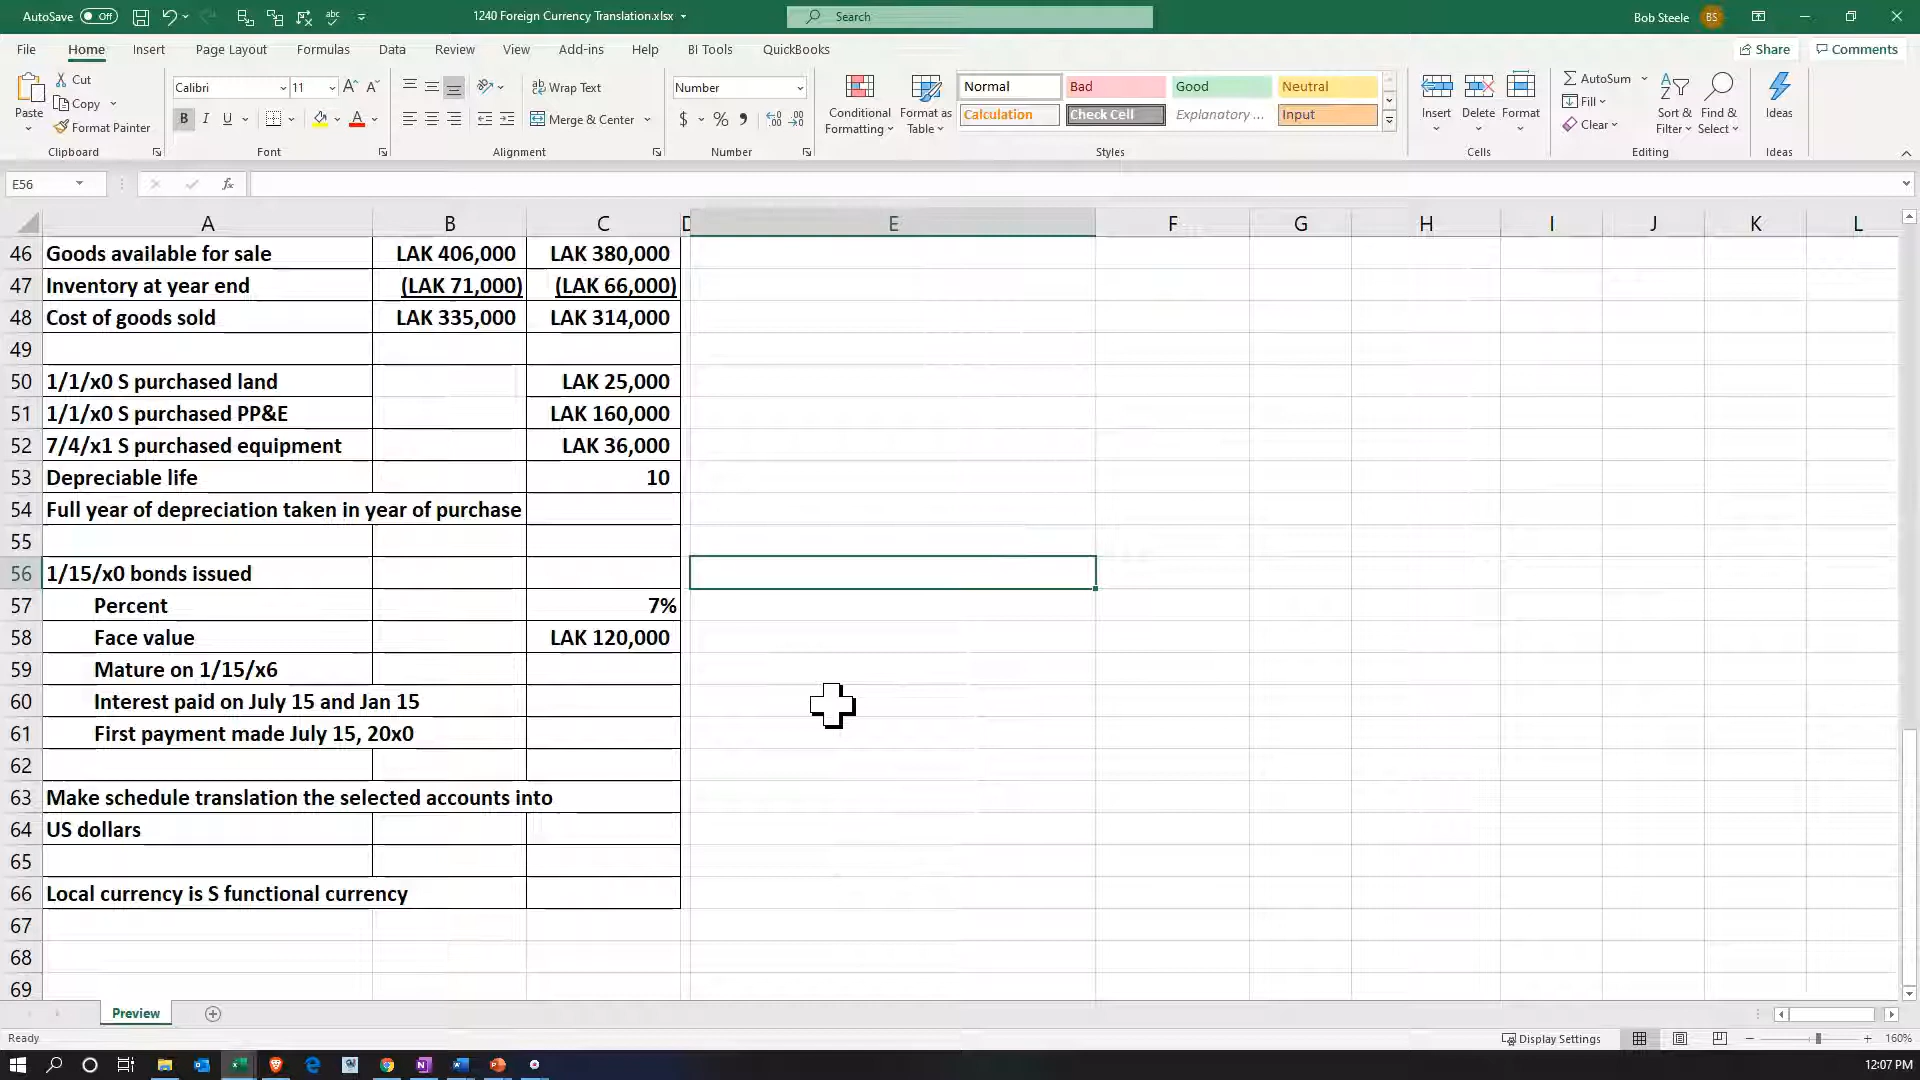 AutoSave Off
1240 Foreign Currency Translation.xlsx
Search
Bob Steele BS
File Home Insert Page Layout Formulas Data Review View Add-ins Help BI Tools QuickBooks
Share Comments
Paste
Cut
Copy
Format Painter
Calibri 11
B I U
Wrap Text
Merge & Center
Number
$ % ,
Conditional Formatting
Format as Table
Normal Bad Good Neutral
Calculation Check Cell Explanatory ... Input
Insert Delete Format
AutoSum
Fill
Clear
Sort & Filter
Find & Select
Ideas
Clipboard Font Alignment Number Styles Cells Editing Ideas
E56 fx
A B C D E F G H I J K L
46 Goods available for sale LAK 406,000 LAK 380,000
47 Inventory at year end (LAK 71,000) (LAK 66,000)
48 Cost of goods sold LAK 335,000 LAK 314,000
49
50 1/1/x0 S purchased land LAK 25,000
51 1/1/x0 S purchased PP&E LAK 160,000
52 7/4/x1 S purchased equipment LAK 36,000
53 Depreciable life 10
54 Full year of depreciation taken in year of purchase
55
56 1/15/x0 bonds issued
57 Percent 7%
58 Face value LAK 120,000
59 Mature on 1/15/x6
60 Interest paid on July 15 and Jan 15
61 First payment made July 15, 20x0
62
63 Make schedule translation the selected accounts into
64 US dollars
65
66 Local currency is S functional currency
67
68
69
Preview
Ready
Display Settings
160%
12:07 PM